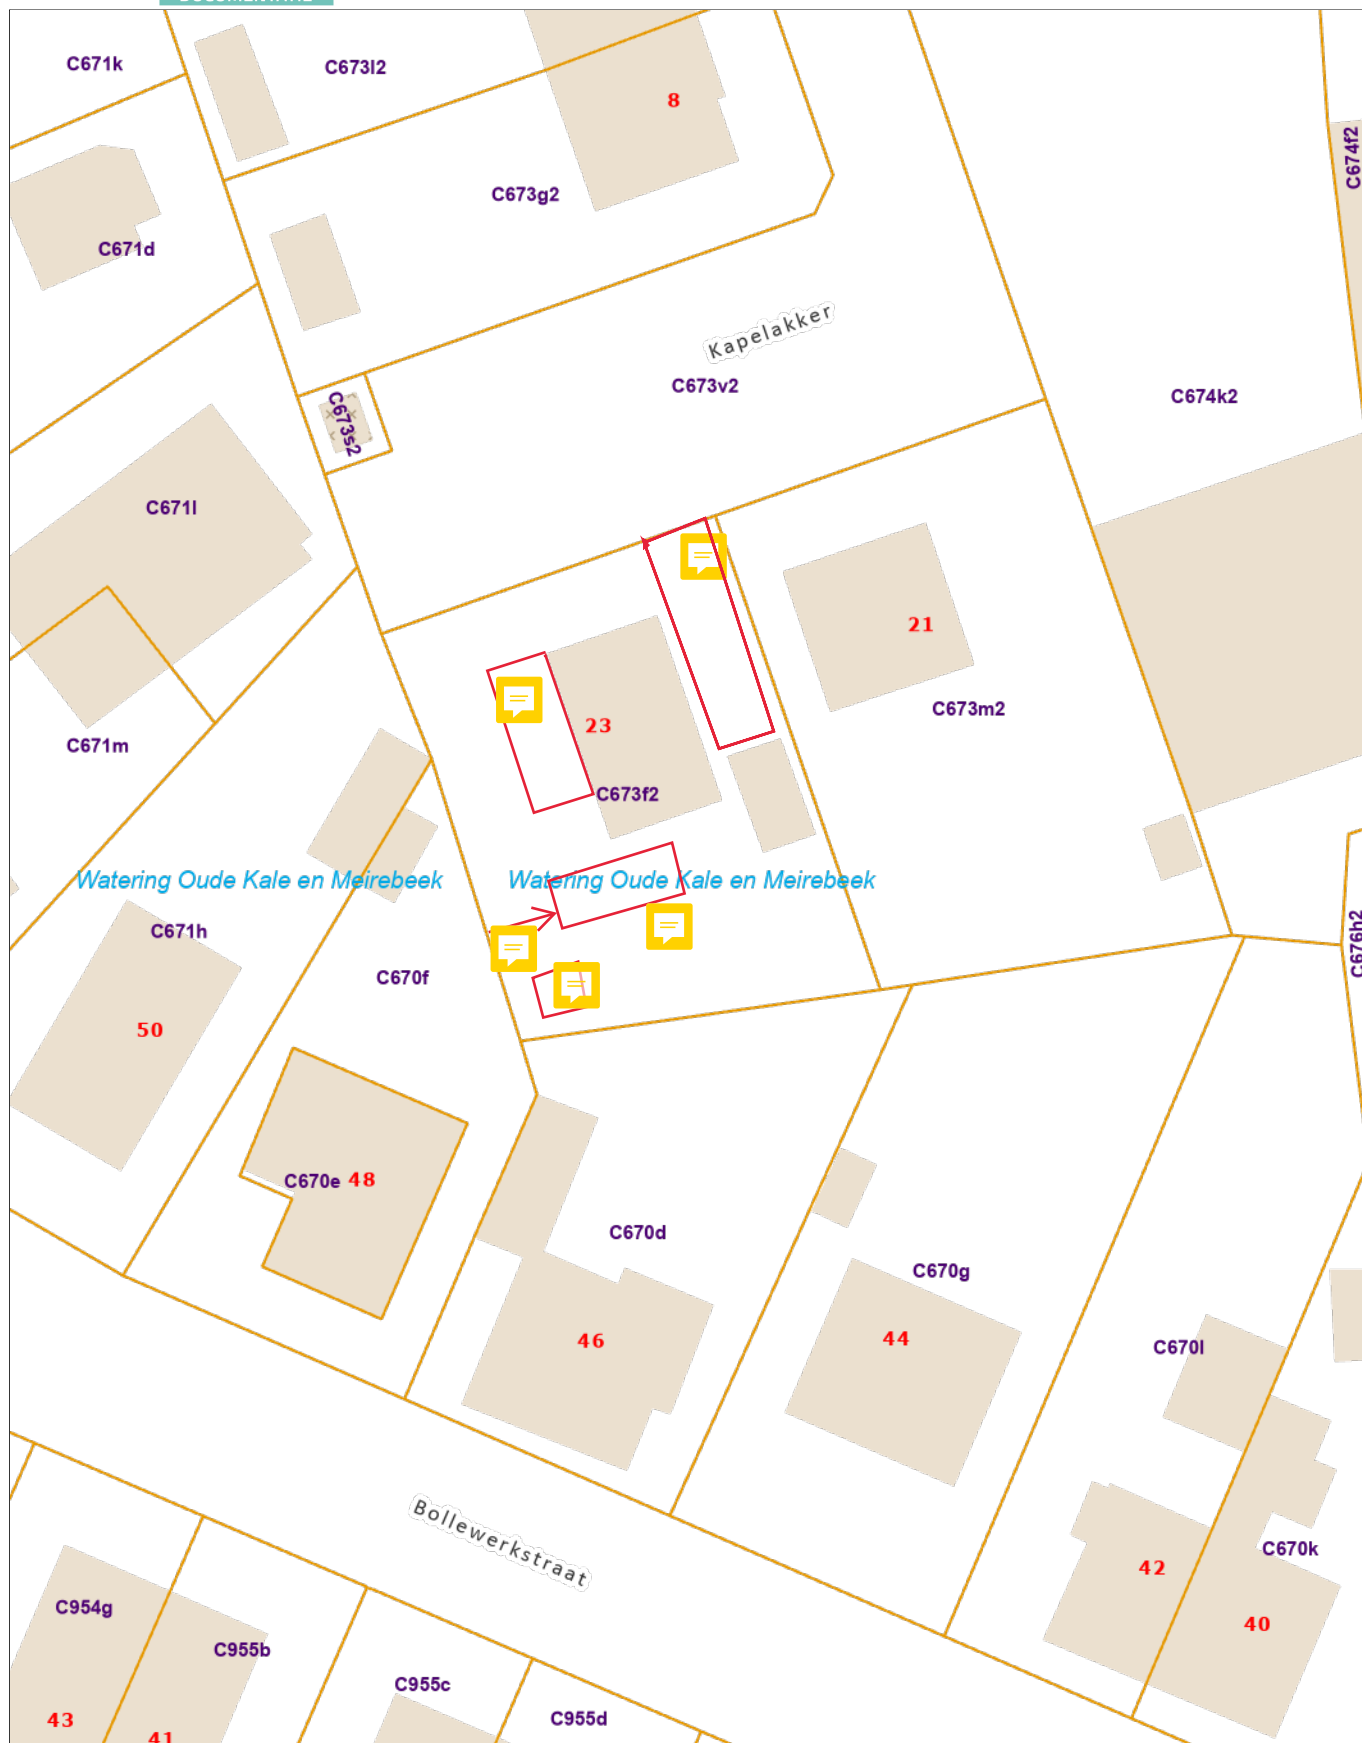 C671k
C673l2
8
C674f2
C673g2
C671d
Kapelakker
C673v2
C674k2
C673s2
C671l
21
C673m2
23
C671m
C673f2
Watering Oude Kale en Meirebeek
Watering Oude Kale en Meirebeek
C671h
C676h2
C670f
50
C670e
48
C670d
C670g
46
44
C670l
Bollewerkstraat
C670k
42
C954g
40
C955b
C955c
C955d
43
41